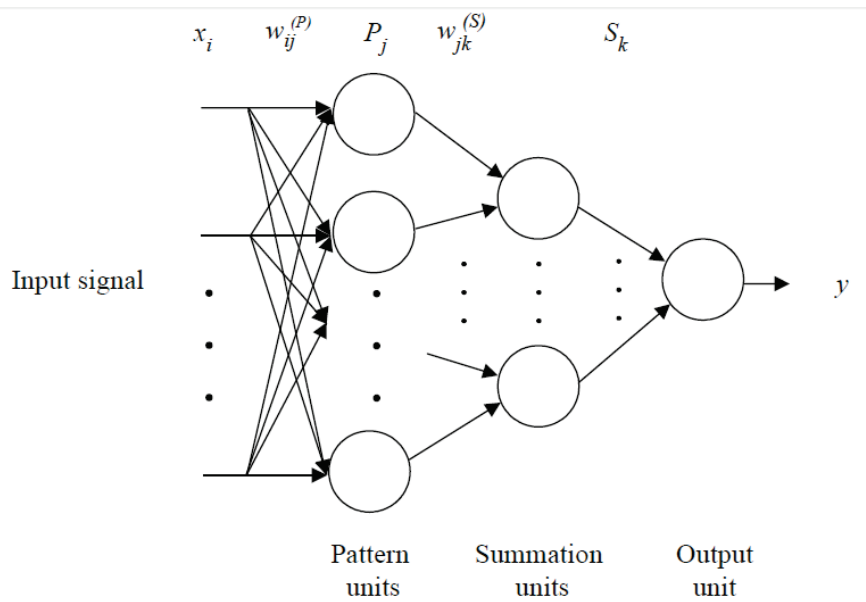 x_i w_ij^(P) P_j w_jk^(S) S_k
Input signal
y
Pattern units
Summation units
Output unit